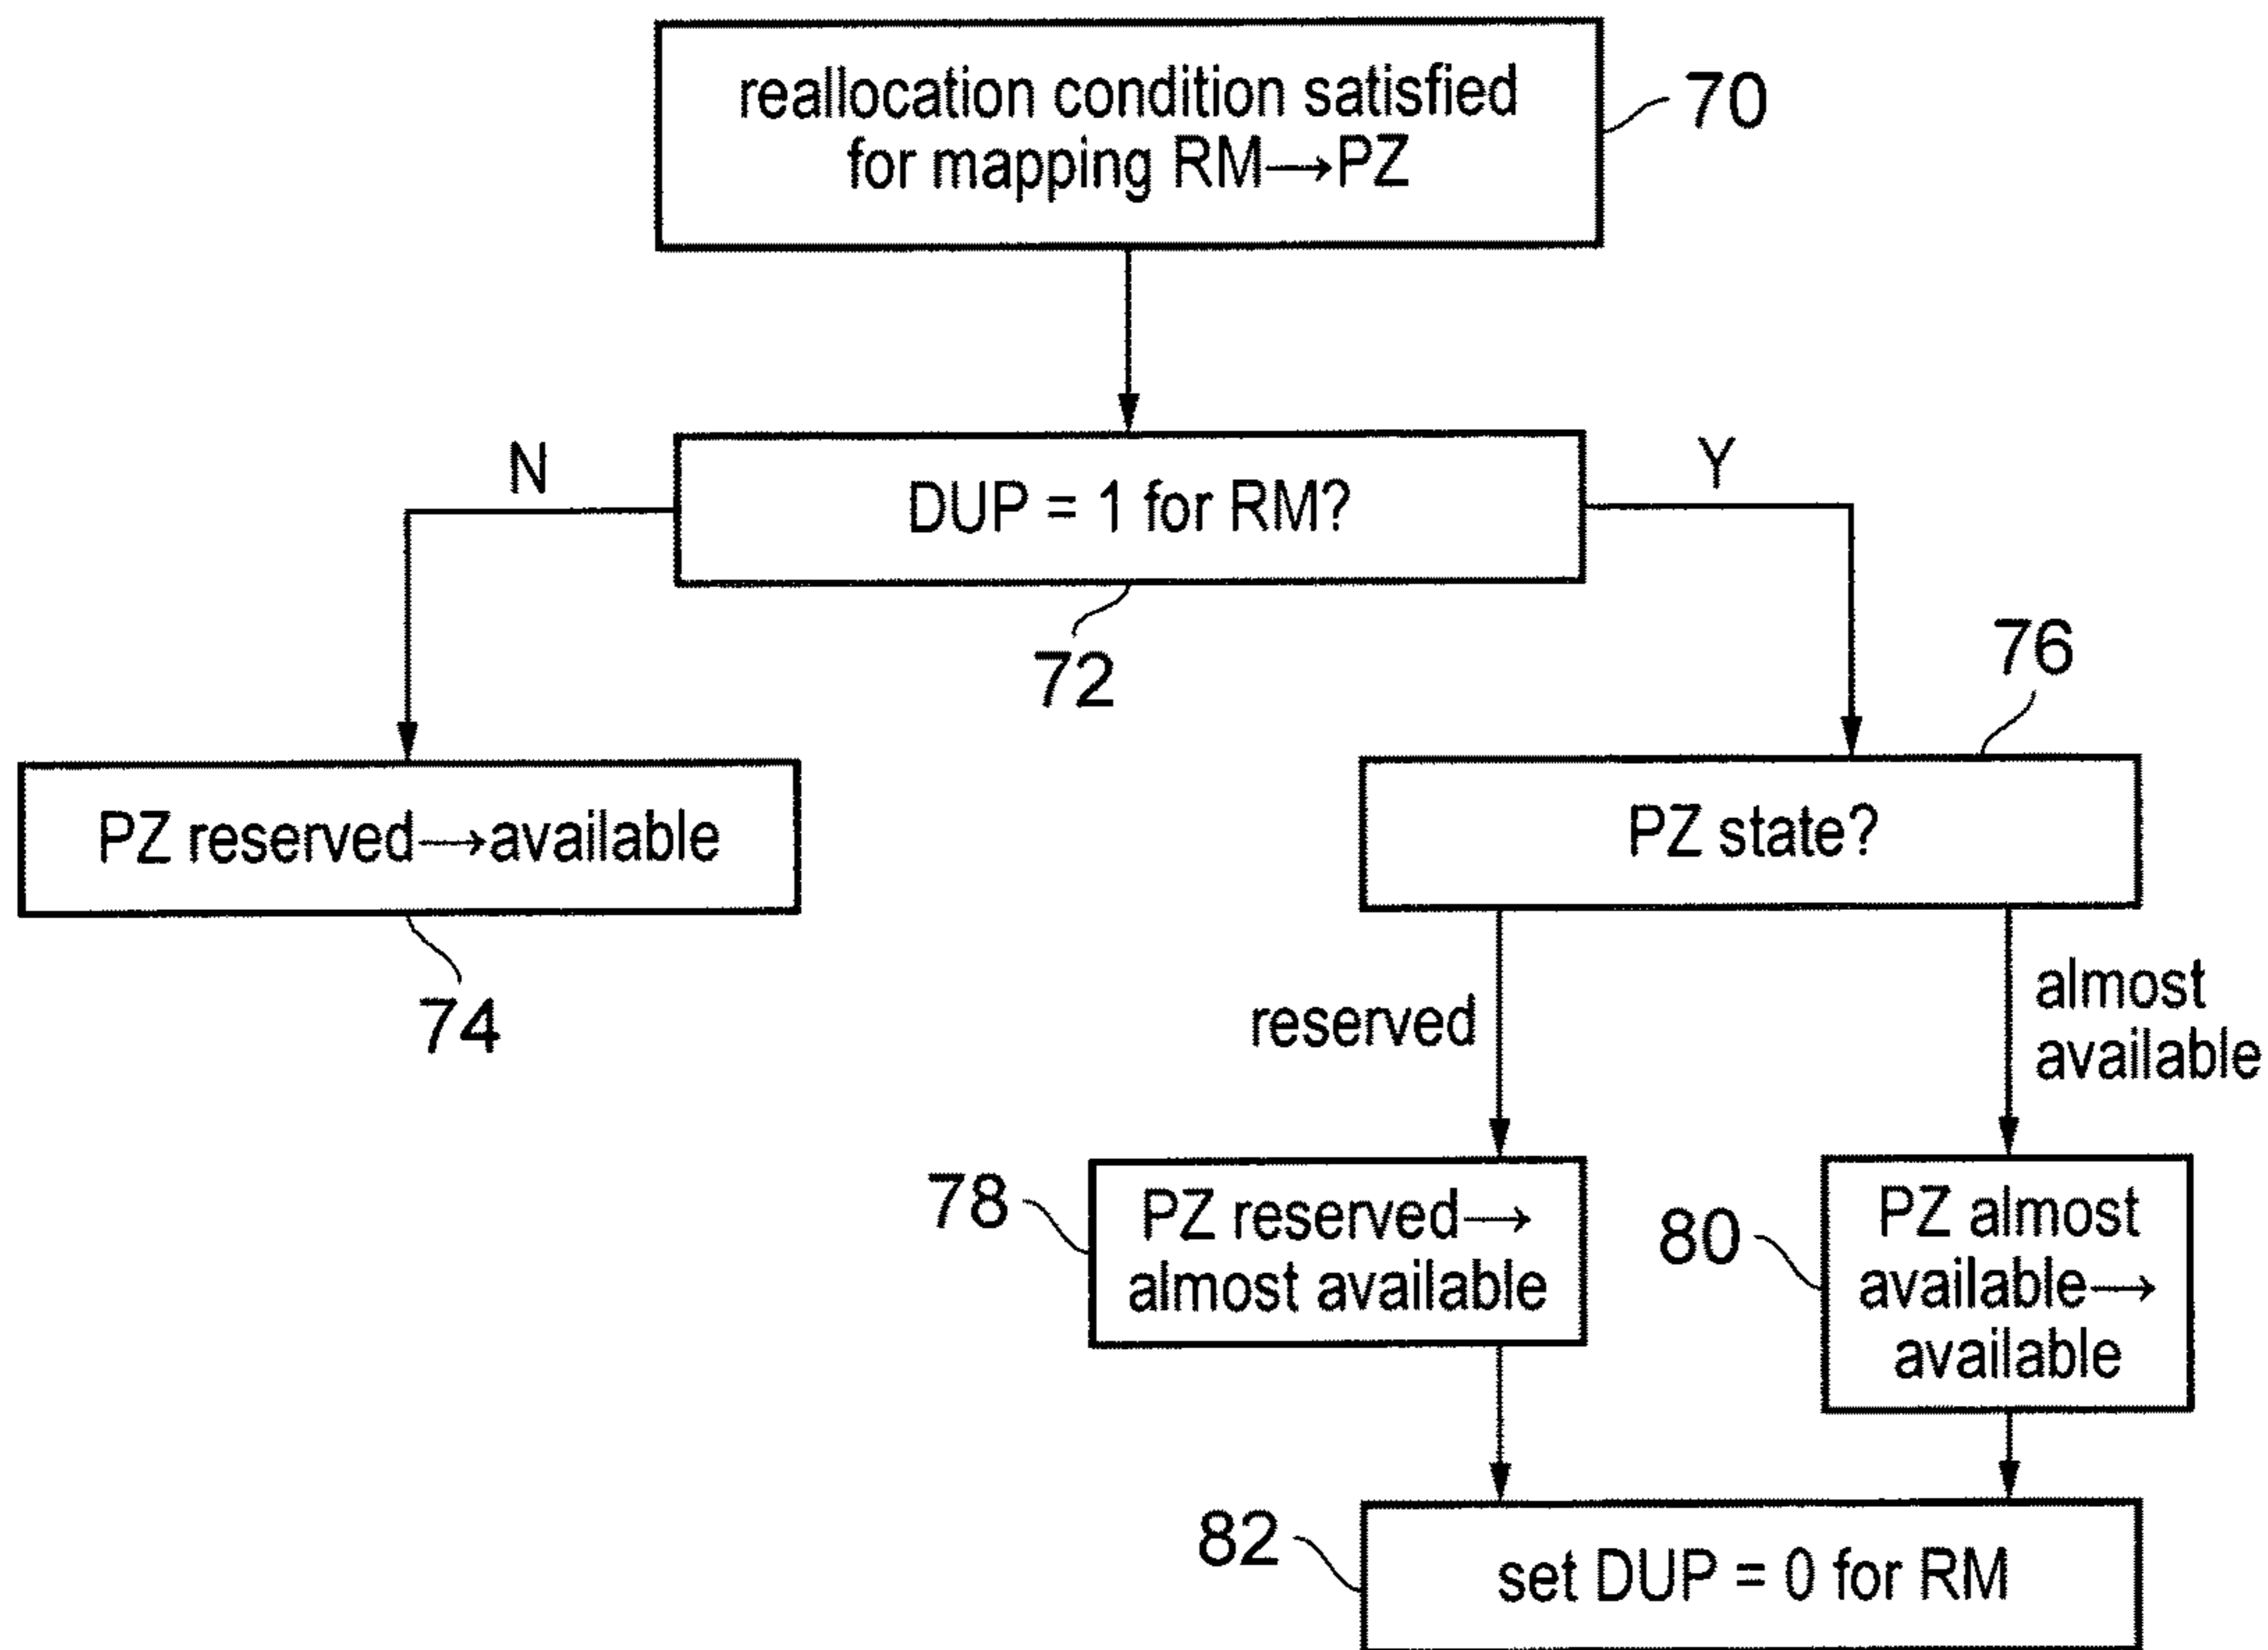 reallocation condition satisfied
for mapping RM→PZ
70
N
DUP = 1 for RM?
Y
72
76
PZ reserved→available
74
PZ state?
reserved
almost
available
78
PZ reserved→
almost available
80
PZ almost
available→
available
82
set DUP = 0 for RM